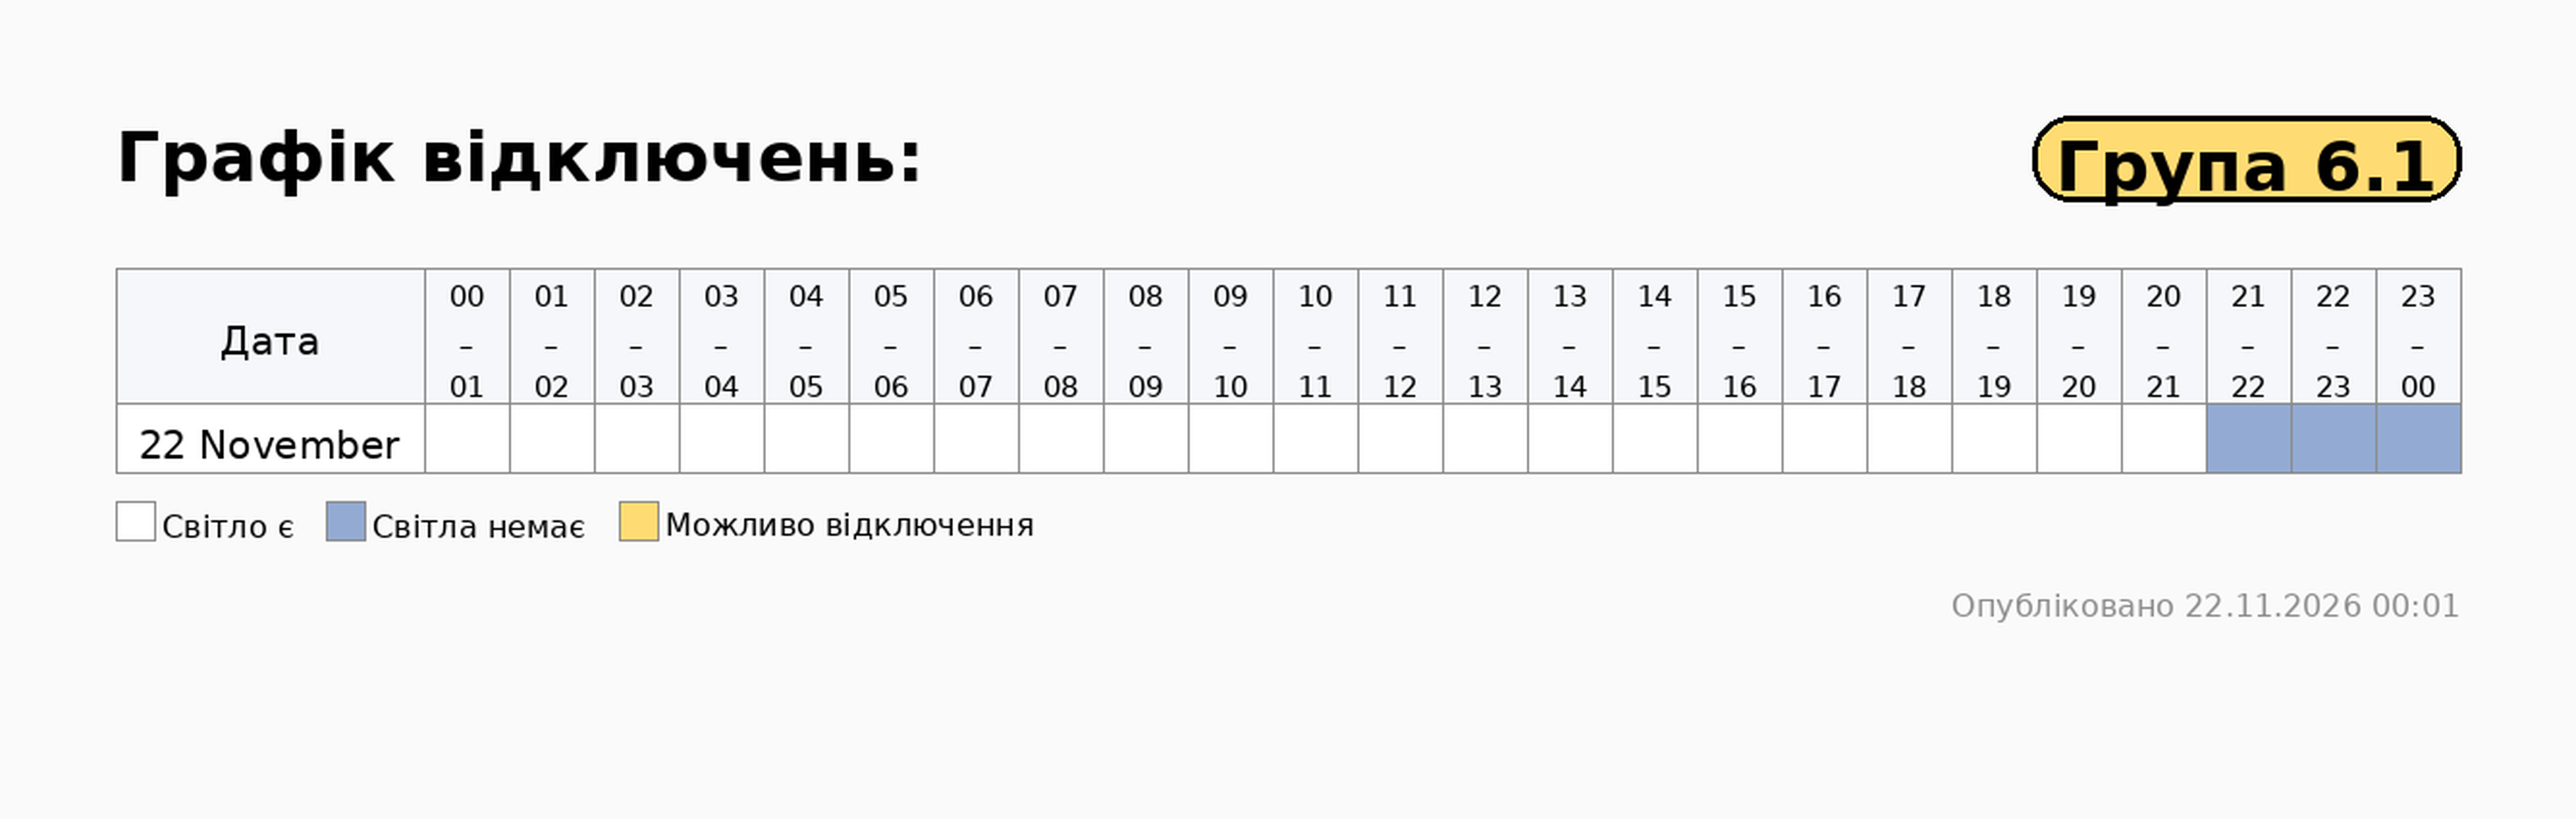 Графік відключень:
Група 6.1
Дата
00 – 01
01 – 02
02 – 03
03 – 04
04 – 05
05 – 06
06 – 07
07 – 08
08 – 09
09 – 10
10 – 11
11 – 12
12 – 13
13 – 14
14 – 15
15 – 16
16 – 17
17 – 18
18 – 19
19 – 20
20 – 21
21 – 22
22 – 23
23 – 00
22 November
Світло є
Світла немає
Можливо відключення
Опубліковано 22.11.2026 00:01